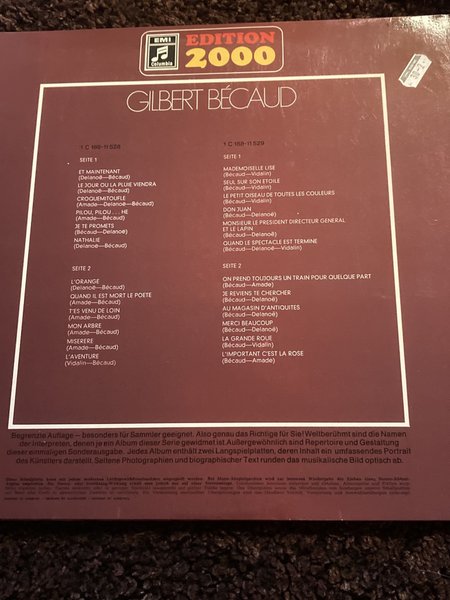 EMI
Columbia
EDITION
2000
GILBERT BÉCAUD
1 C 188-11 528
SEITE 1
ET MAINTENANT
(Delanoë—Bécaud)
LE JOUR OU LA PLUIE VIENDRA
(Delanoë—Bécaud)
CROQUEMITOUFLE
(Amade—Delanoë—Bécaud)
PILOU, PILOU... HE
(Amade—Bécaud)
JE TE PROMETS
(Bécaud—Delanoë)
NATHALIE
(Delanoë—Bécaud)
SEITE 2
L'ORANGE
(Delanoë—Bécaud)
QUAND IL EST MORT LE POETE
(Amade—Bécaud)
T'ES VENU DE LOIN
(Amade—Bécaud)
MON ARBRE
(Amade—Bécaud)
MISERERE
(Amade—Bécaud)
L'AVENTURE
(Vidalin—Bécaud)
1 C 188-11 529
SEITE 1
MADEMOISELLE LISE
(Bécaud—Vidalin)
SEUL SUR SON ETOILE
(Bécaud—Vidalin)
LE PETIT OISEAU DE TOUTES LES COULEURS
(Bécaud—Vidalin)
DON JUAN
(Bécaud—Delanoë)
MONSIEUR LE PRESIDENT DIRECTEUR GENERAL
ET LE LAPIN
(Bécaud—Delanoë)
QUAND LE SPECTACLE EST TERMINE
(Bécaud—Delanoë—Vidalin)
SEITE 2
ON PREND TOUJOURS UN TRAIN POUR QUELQUE PART
(Bécaud—Amade)
JE REVIENS TE CHERCHER
(Bécaud—Delanoë)
AU MAGASIN D'ANTIQUITES
(Bécaud—Delanoë)
MERCI BEAUCOUP
(Bécaud—Delanoë)
LA GRANDE ROUE
(Bécaud—Vidalin)
L'IMPORTANT C'EST LA ROSE
(Bécaud—Amade)
Begrenzte Auflage — besonders für Sammler geeignet. Also genau das Richtige für Sie! Weltberühmt sind die Namen
der Interpreten, denen je ein Album dieser Serie gewidmet ist. Außergewöhnlich sind Repertoire und Gestaltung
dieser einmaligen Sonderausgabe. Jedes Album enthält zwei Langspielplatten, deren Inhalt ein umfassendes Portrait
des Künstlers darstellt. Seltene Photographien und biographischer Text runden das musikalische Bild optisch ab.